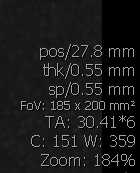 pos/27.8 mm
thk/0.55 mm
sp/0.55 mm
FoV: 185 x 200 mm²
TA: 30.41*6
C: 151 W: 359
Zoom: 184%